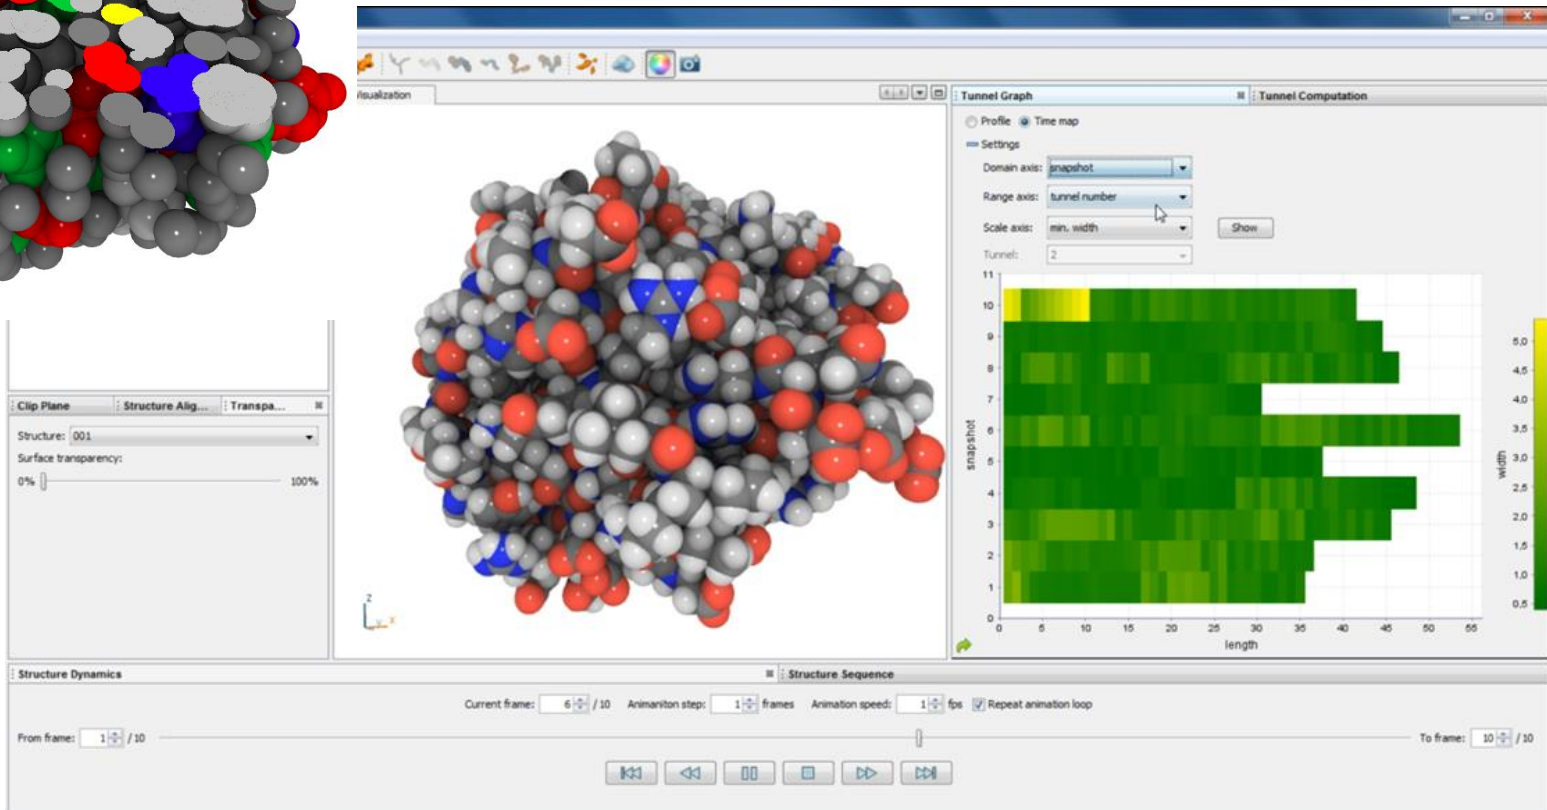 isualization
Tunnel Graph
Tunnel Computation
Profile
Time map
Settings
Domain axis: snapshot
Range axis: tunnel number
Scale axis: min. width
Show
Tunnel: 2
11
10
9
8
7
6
5
4
3
2
1
0
snapshot
0 5 10 15 20 25 30 35 40 45 50 55
length
5,0
4,5
4,0
3,5
3,0
2,5
2,0
1,5
1,0
0,5
width
Clip Plane
Structure Alig...
Transpa...
Structure: 001
Surface transparency:
0% 100%
Z
Y X
Structure Dynamics
Structure Sequence
Current frame: 6 / 10 Animaniton step: 1 frames Animation speed: 1 fps Repeat animation loop
From frame: 1 / 10 To frame: 10 / 10